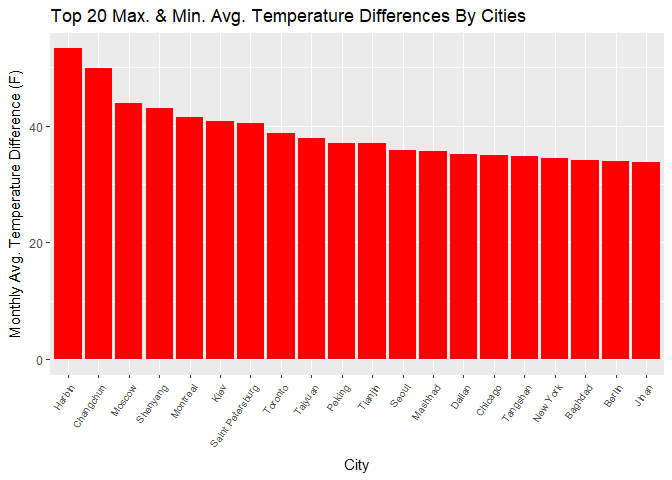 Top 20 Max. & Min. Avg. Temperature Differences By Cities
Monthly Avg. Temperature Difference (F)
40
20
0
Harbin
Changchun
Moscow
Shenyang
Montreal
Kiev
Saint Petersburg
Toronto
Taiyuan
Peking
Tianjin
Seoul
Mashhad
Dalian
Chicago
Tangshan
New York
Baghdad
Berlin
Jinan
City